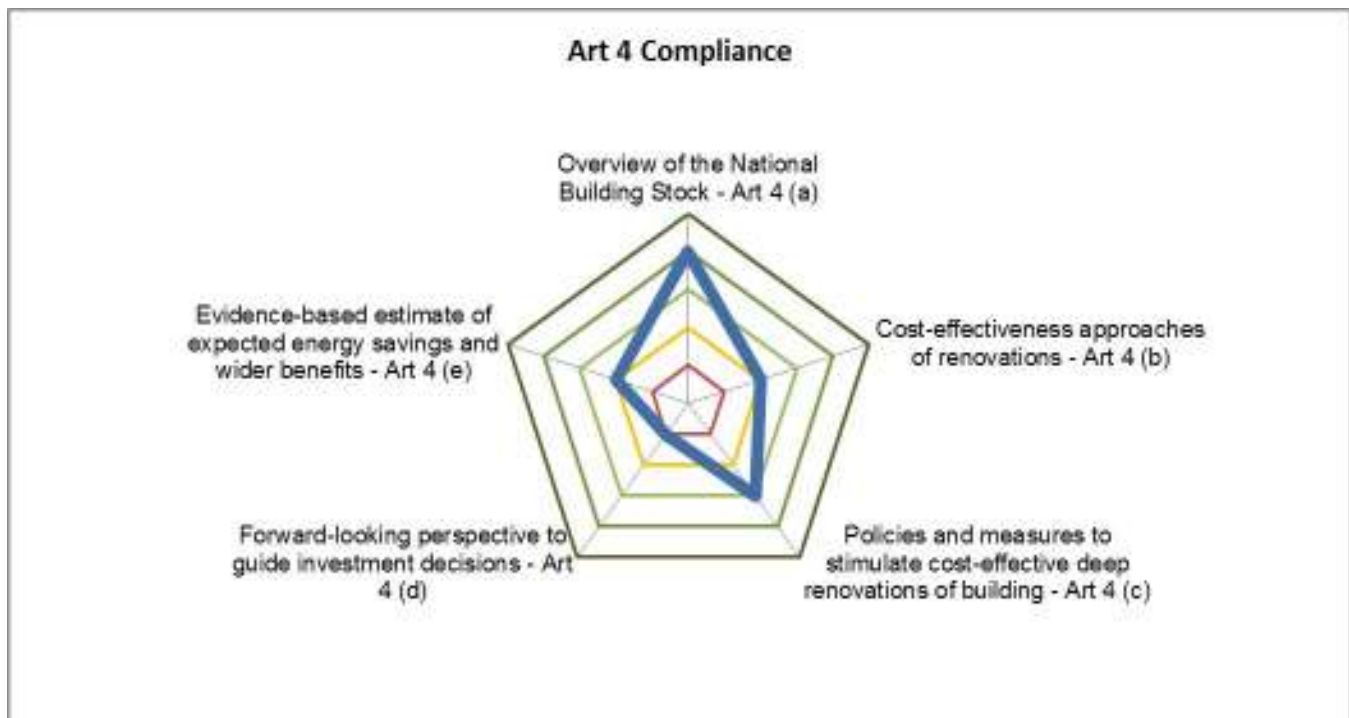 Art 4 Compliance
Overview of the National
Building Stock - Art 4 (a)
Cost-effectiveness approaches
of renovations - Art 4 (b)
Policies and measures to
stimulate cost-effective deep
renovations of building - Art 4 (c)
Forward-looking perspective to
guide investment decisions - Art
4 (d)
Evidence-based estimate of
expected energy savings and
wider benefits - Art 4 (e)